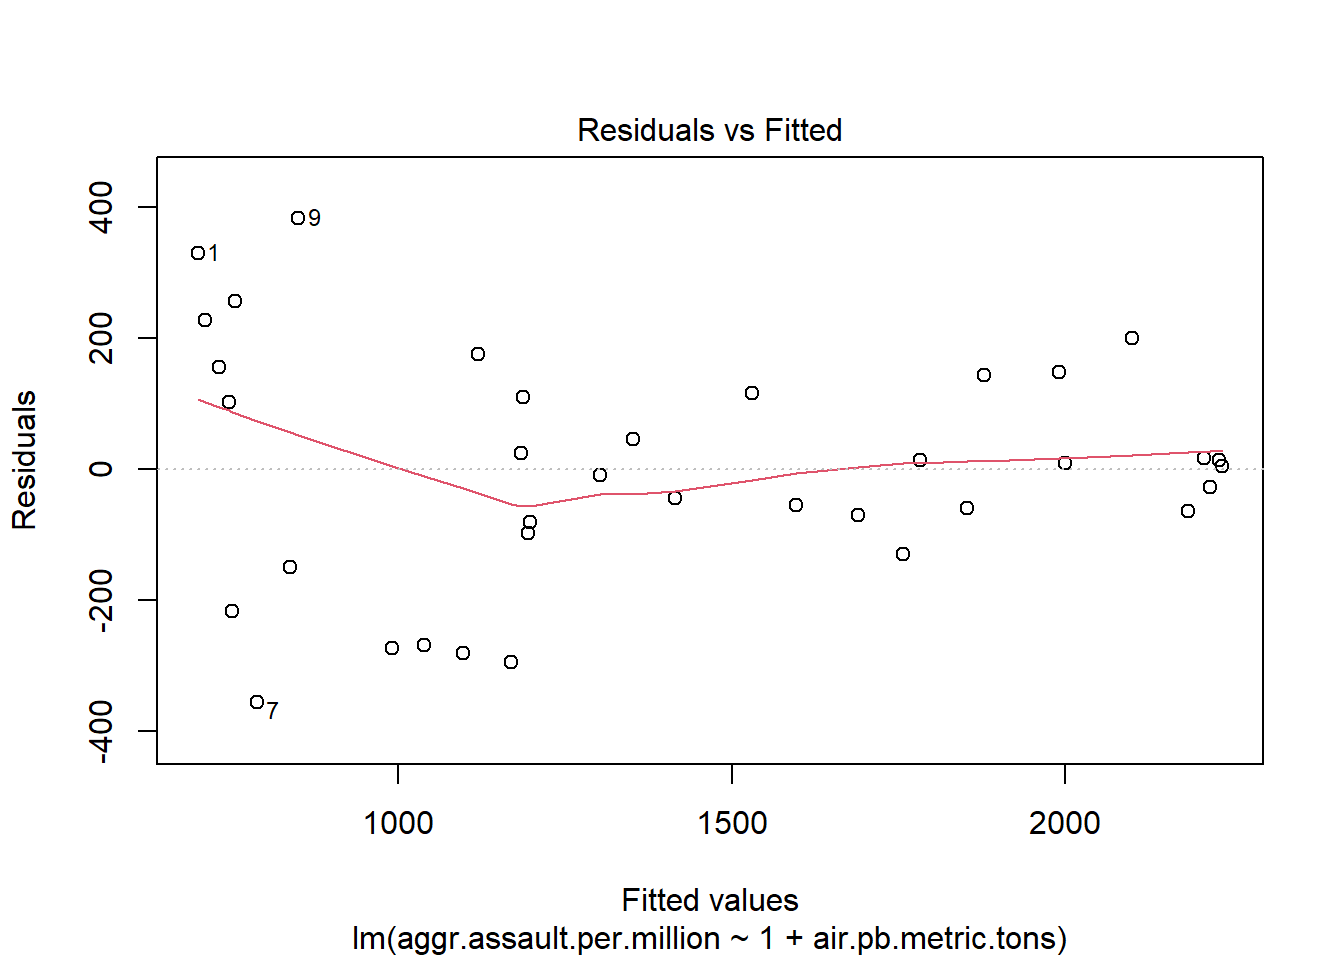 Residuals vs Fitted
Residuals
400
200
0
-200
-400
9
1
7
1000 1500 2000
Fitted values
lm(aggr.assault.per.million ~ 1 + air.pb.metric.tons)